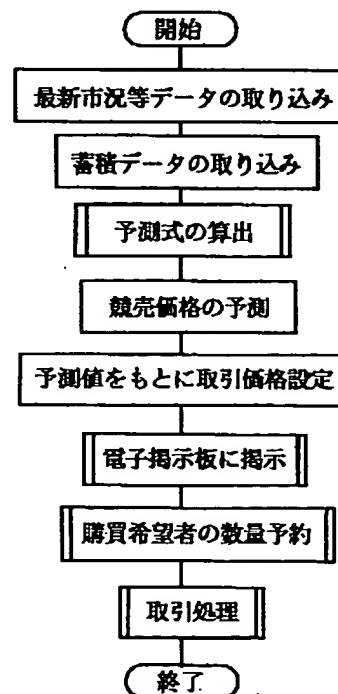 開始
最新市況等データの取り込み
蓄積データの取り込み
予測式の算出
競売価格の予測
予測値をもとに取引価格設定
電子掲示板に掲示
購買希望者の数量予約
取引処理
終了